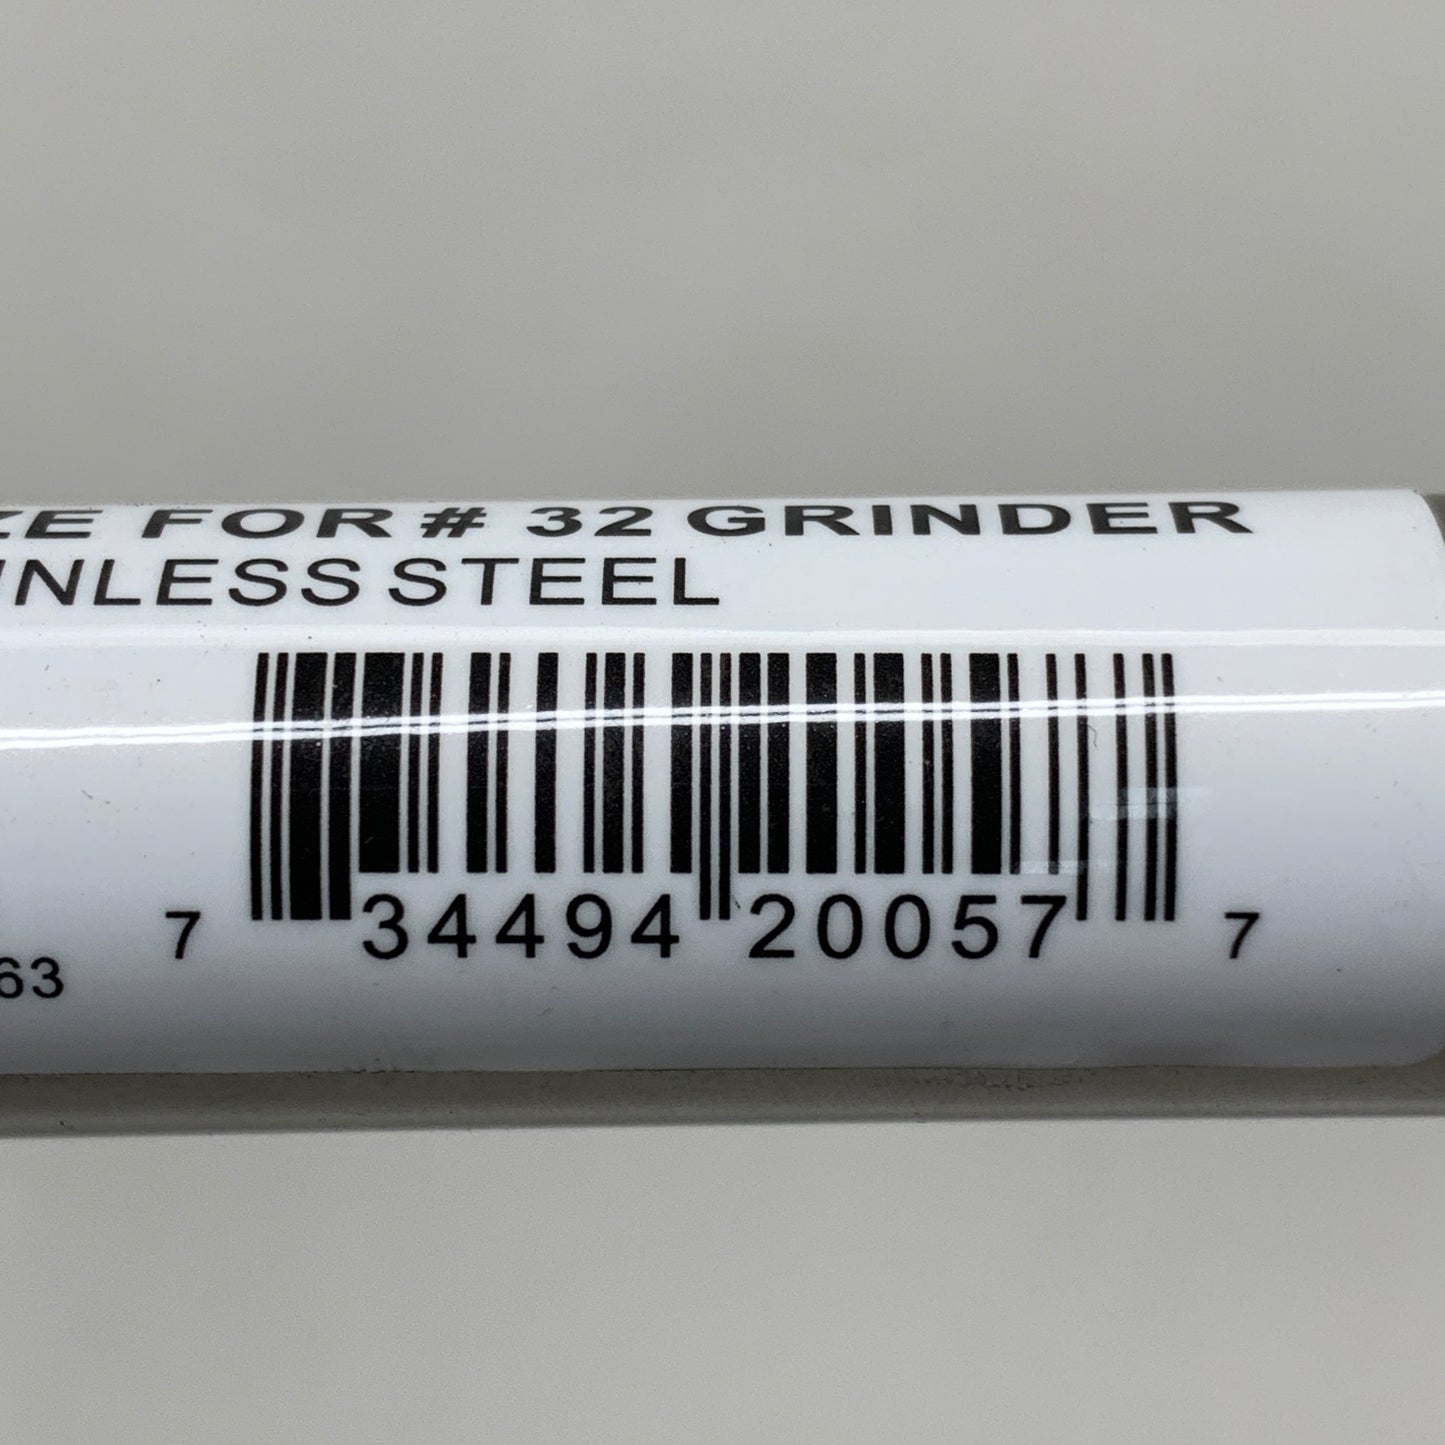 ZE FOR # 32 GRINDER
INLESS STEEL
7 34494 20057 7
63